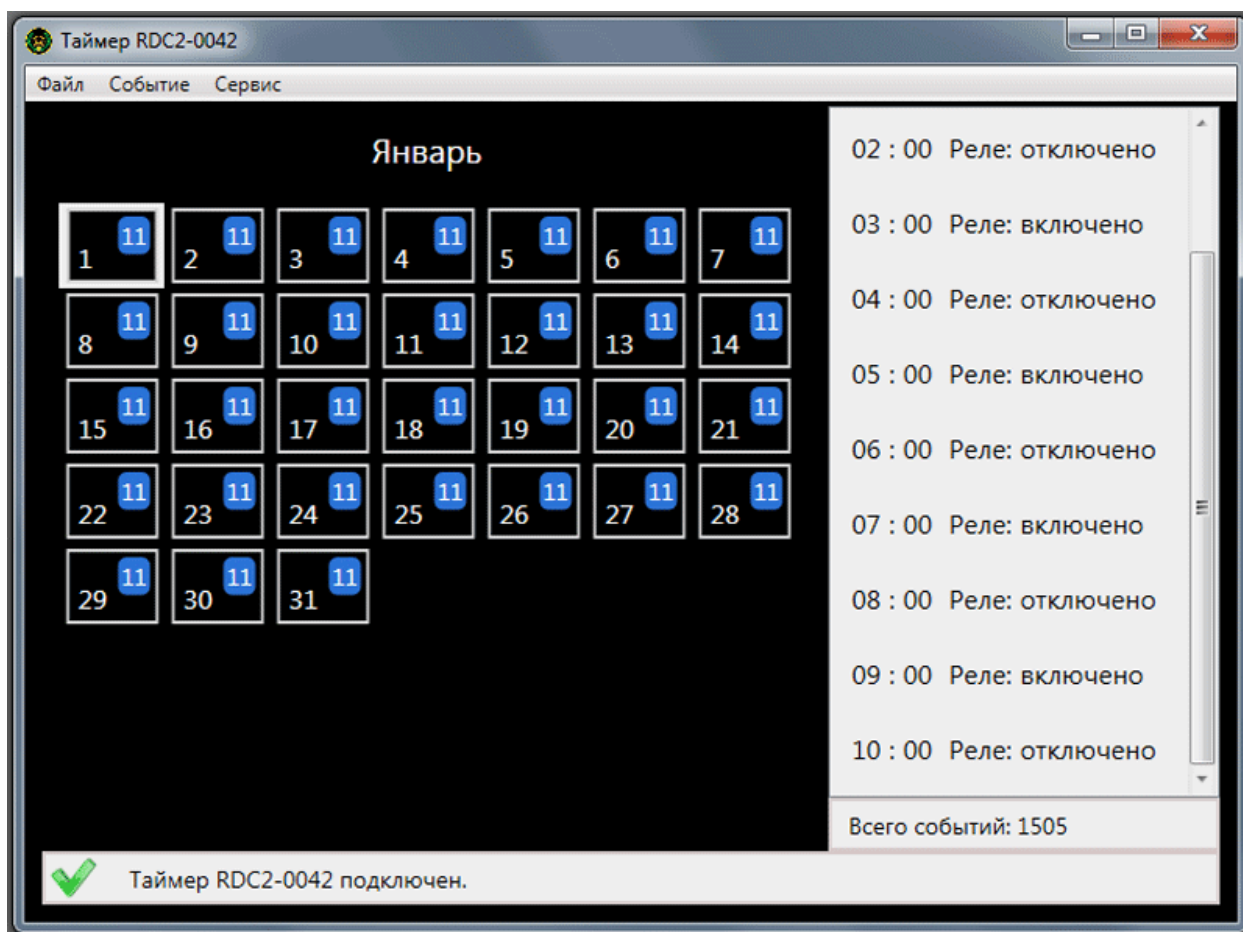 Таймер RDC2-0042
Файл Событие Сервис
Январь
1 11 2 11 3 11 4 11 5 11 6 11 7 11
8 11 9 11 10 11 11 11 12 11 13 11 14 11
15 11 16 11 17 11 18 11 19 11 20 11 21 11
22 11 23 11 24 11 25 11 26 11 27 11 28 11
29 11 30 11 31 11
02 : 00 Реле: отключено
03 : 00 Реле: включено
04 : 00 Реле: отключено
05 : 00 Реле: включено
06 : 00 Реле: отключено
07 : 00 Реле: включено
08 : 00 Реле: отключено
09 : 00 Реле: включено
10 : 00 Реле: отключено
Всего событий: 1505
Таймер RDC2-0042 подключен.